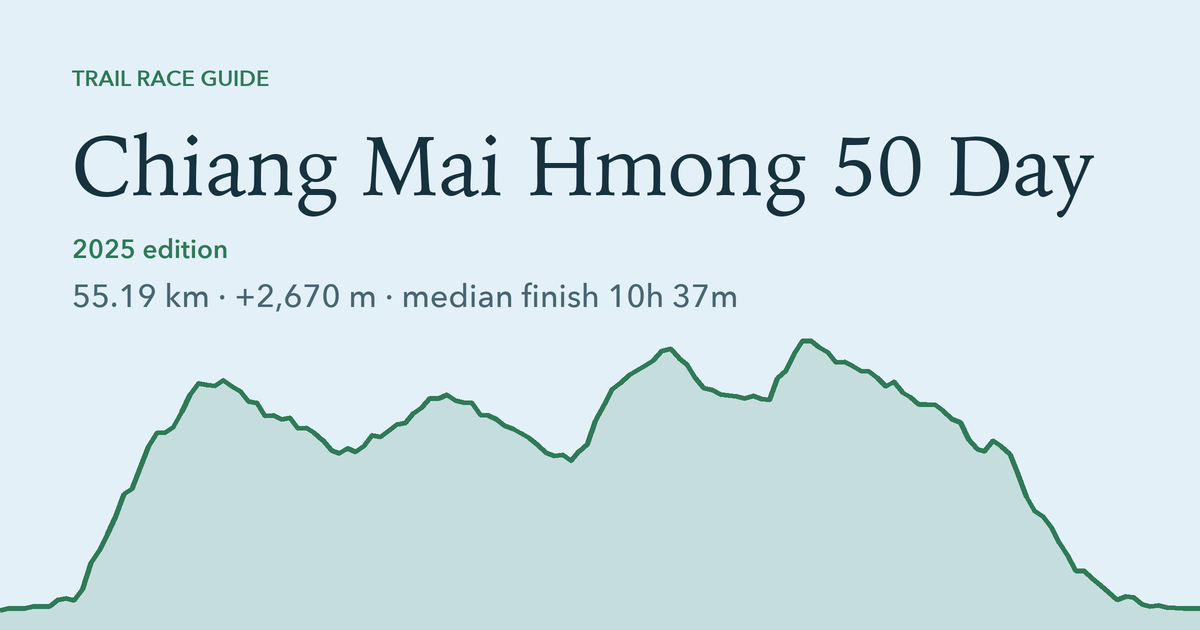 TRAIL RACE GUIDE
Chiang Mai Hmong 50 Day
2025 edition
55.19 km · +2,670 m · median finish 10h 37m